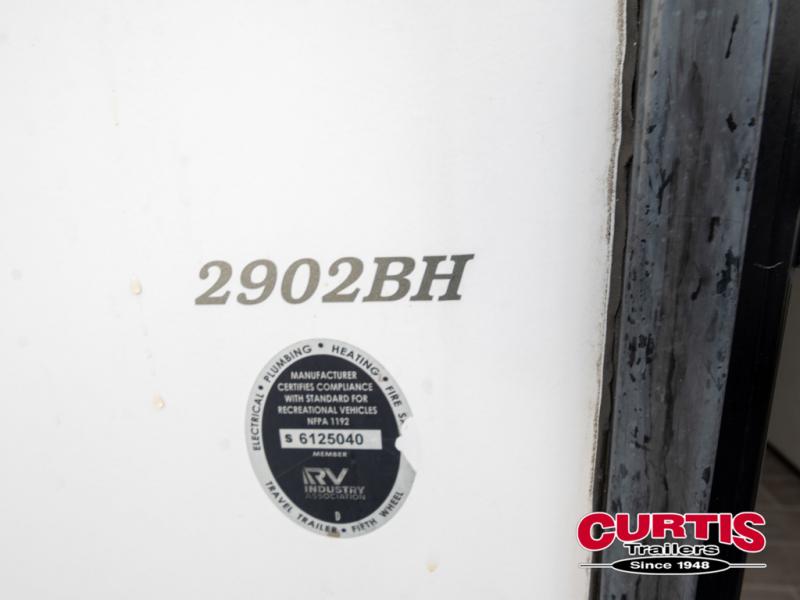 2902BH
ELECTRICAL • PLUMBING • HEATING • FIRE
MANUFACTURER
CERTIFIES COMPLIANCE
WITH STANDARD FOR
RECREATIONAL VEHICLES
NFPA 1192
S 6125040
MEMBER
RV
INDUSTRY
ASSOCIATION
D
TRAVEL TRAILER • FIFTH WHEEL
CURTIS
Trailers
Since 1948